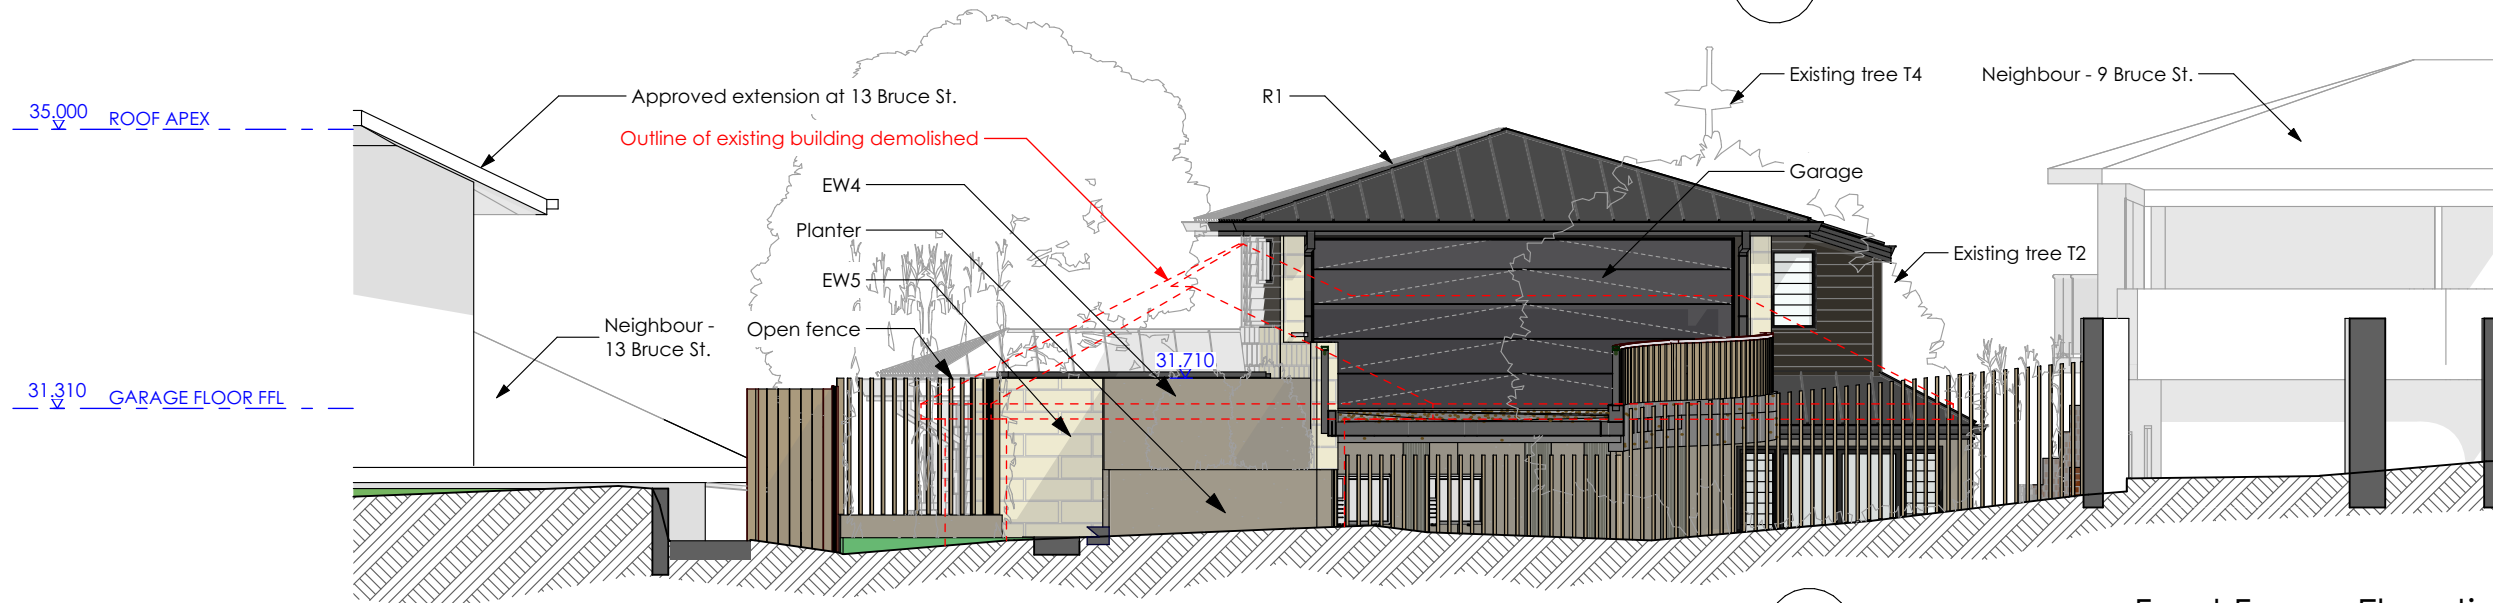 35.000 ROOF APEX
Approved extension at 13 Bruce St.
Outline of existing building demolished
EW4
Planter
EW5
Open fence
Neighbour -
13 Bruce St.
31.310 GARAGE FLOOR FFL
31.710
R1
Existing tree T4
Neighbour - 9 Bruce St.
Garage
Existing tree T2